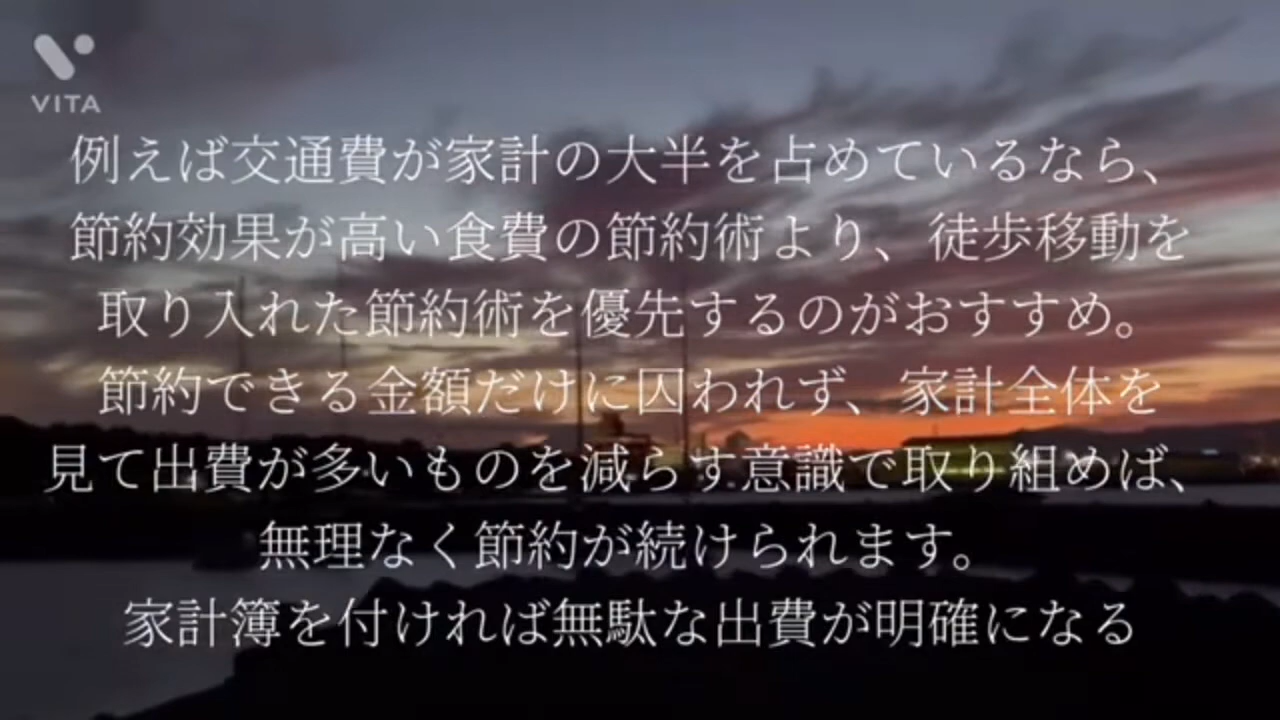 VITA
例えば交通費が家計の大半を占めているなら、
節約効果が高い食費の節約術より、徒歩移動を
取り入れた節約術を優先するのがおすすめ。
節約できる金額だけに囚われず、家計全体を
見て出費が多いものを減らす意識で取り組めば、
無理なく節約が続けられます。
家計簿を付ければ無駄な出費が明確になる